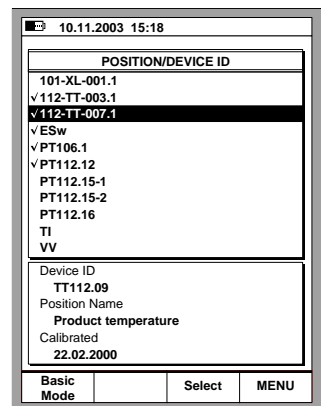 10.11.2003 15:18
POSITION/DEVICE ID
101-XL-001.1
√112-TT-003.1
√112-TT-007.1
√ESw
√PT106.1
√PT112.12
PT112.15-1
PT112.15-2
PT112.16
TI
VV
Device ID
TT112.09
Position Name
Product temperature
Calibrated
22.02.2000
Basic Mode
Select
MENU